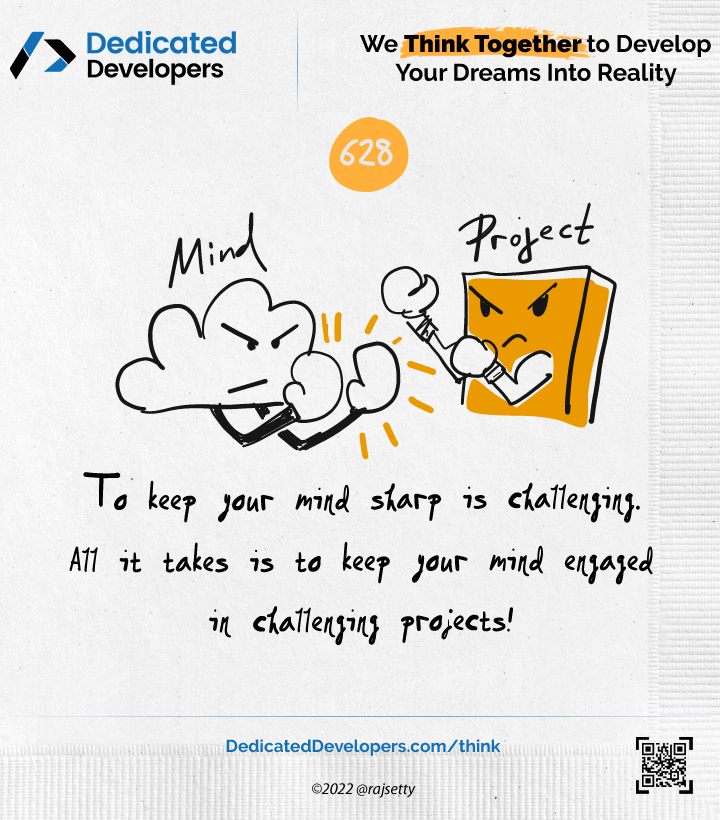 Dedicated
Developers
We Think Together to Develop
Your Dreams Into Reality
628
Mind
Project
To keep your mind sharp is challenging.
All it takes is to keep your mind engaged
in challenging projects!
DedicatedDevelopers.com/think
©2022 @rajsetty